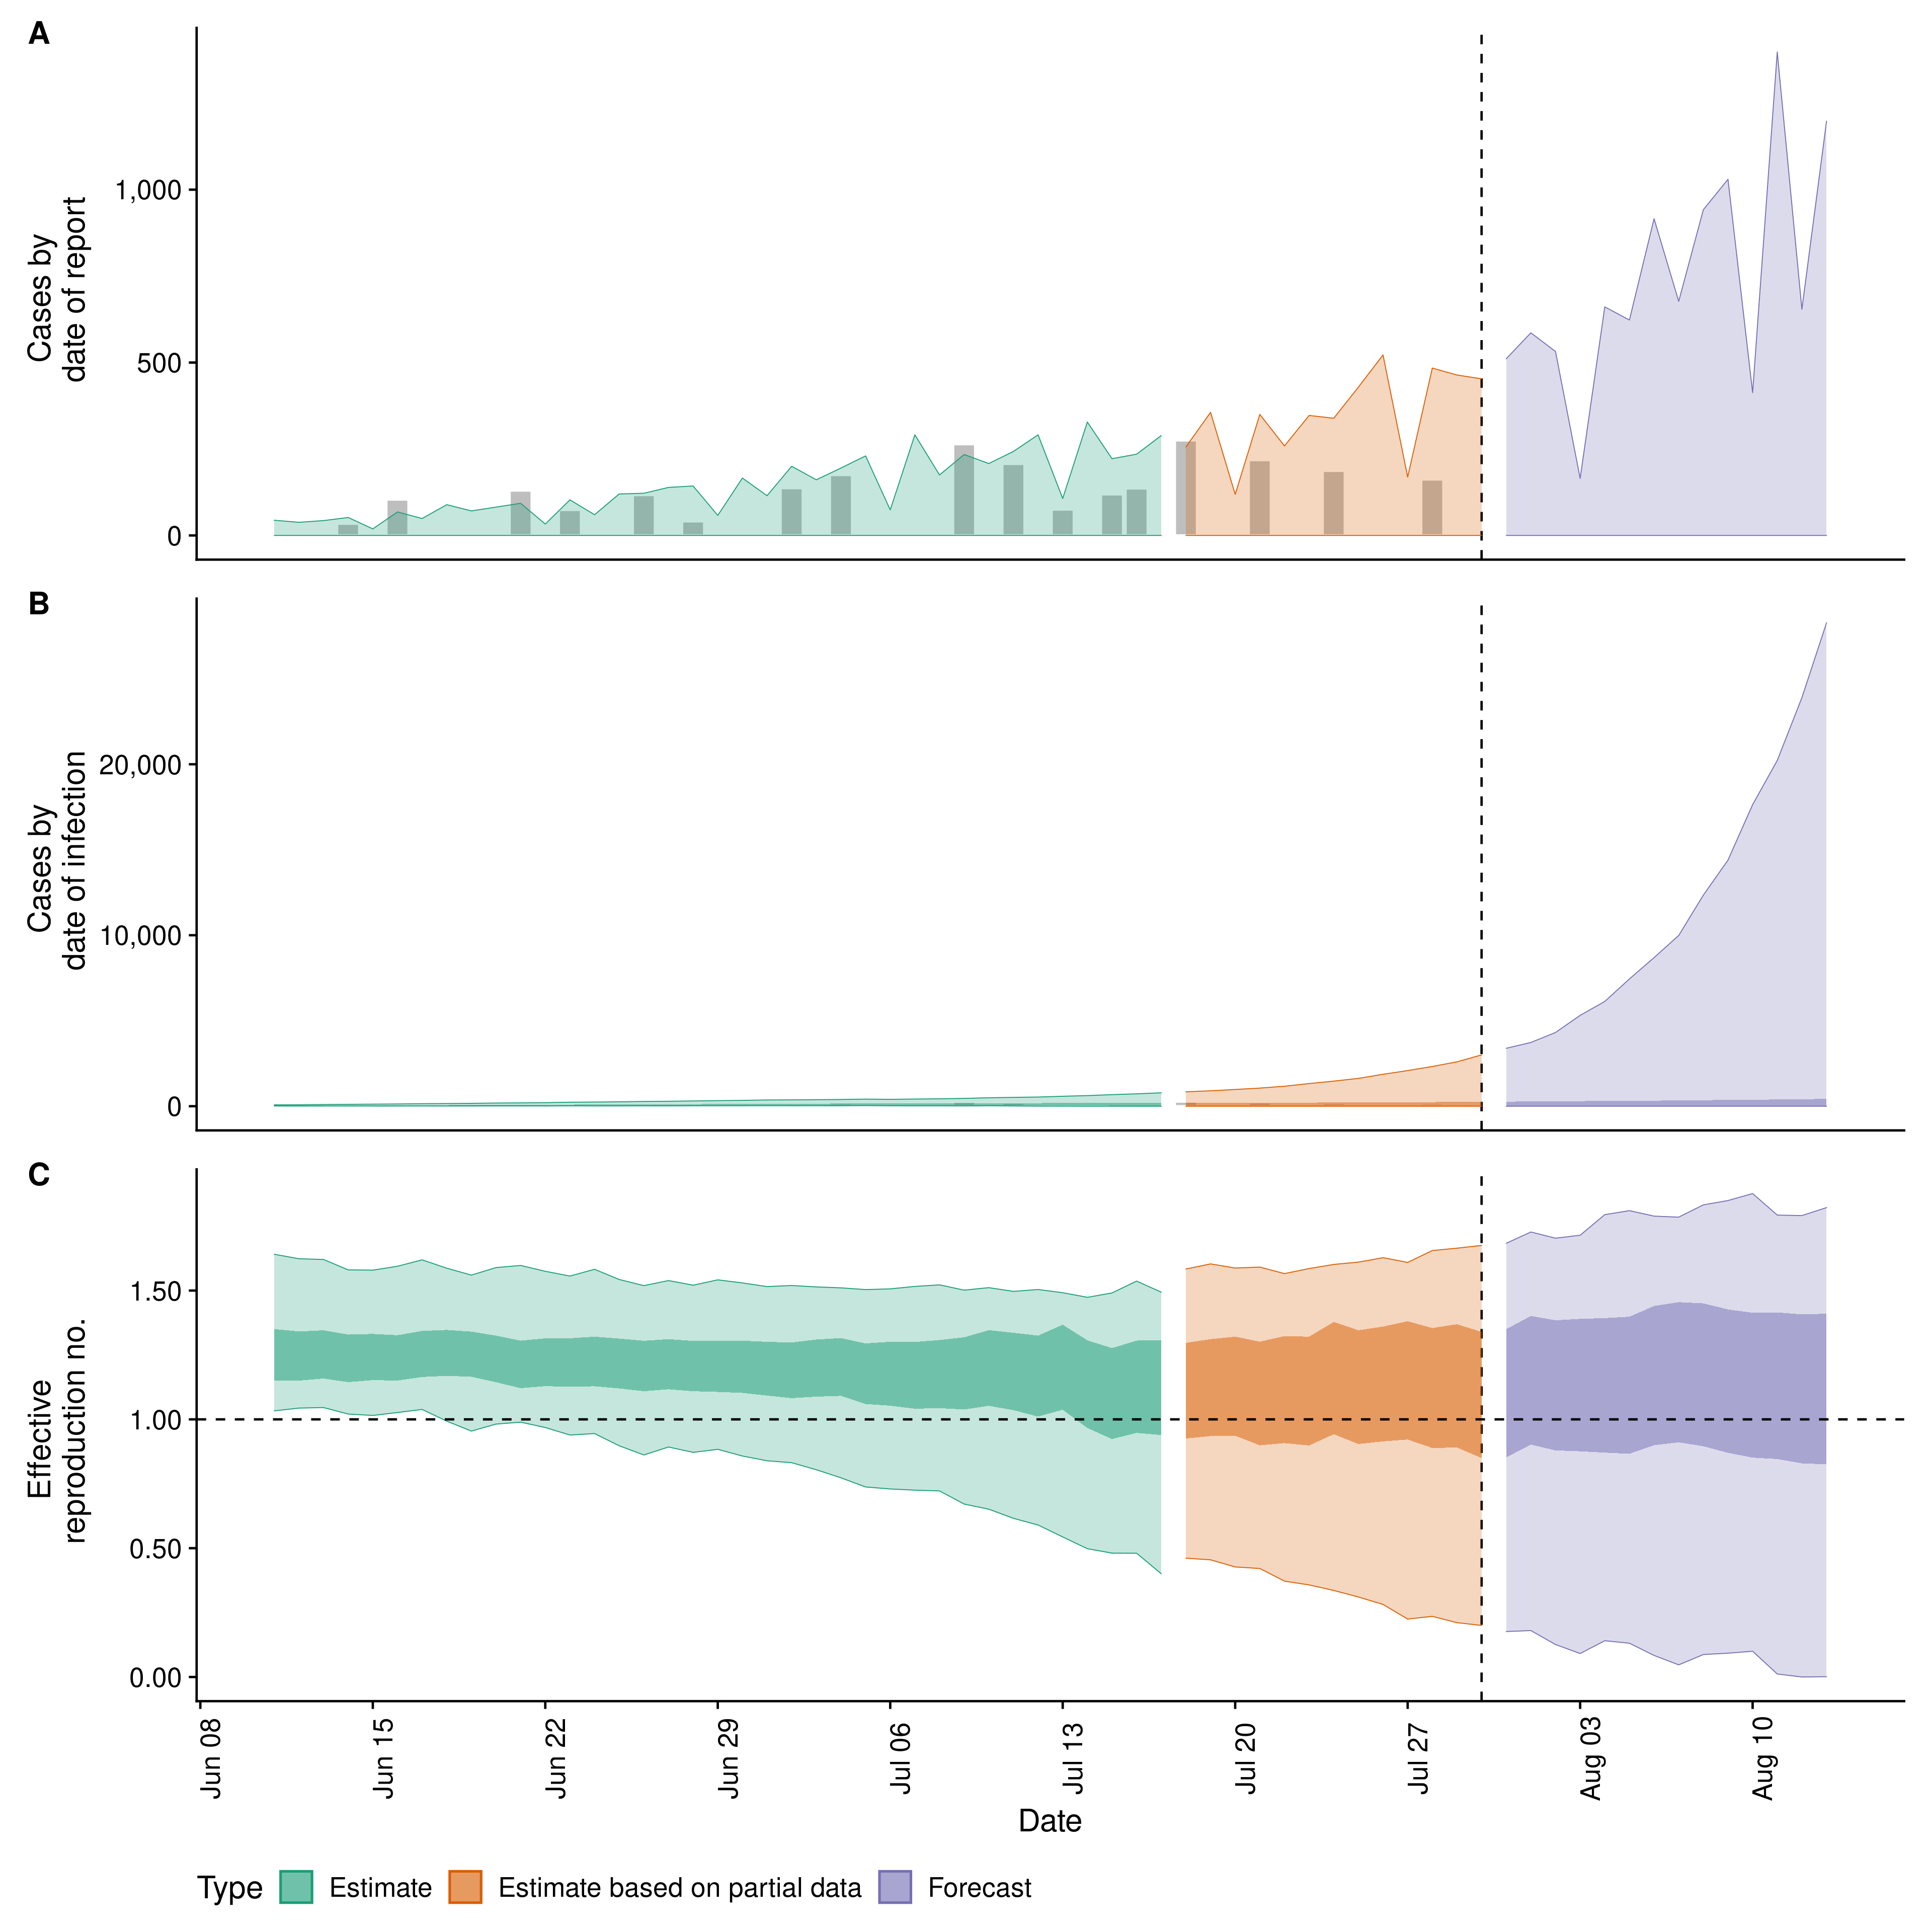 A
Cases by
date of report
1,000
500
0
B
Cases by
date of infection
20,000
10,000
0
C
Effective
reproduction no.
1.50
1.00
0.50
0.00
Jun 08
Jun 15
Jun 22
Jun 29
Jul 06
Jul 13
Jul 20
Jul 27
Aug 03
Aug 10
Date
Type Estimate Estimate based on partial data Forecast